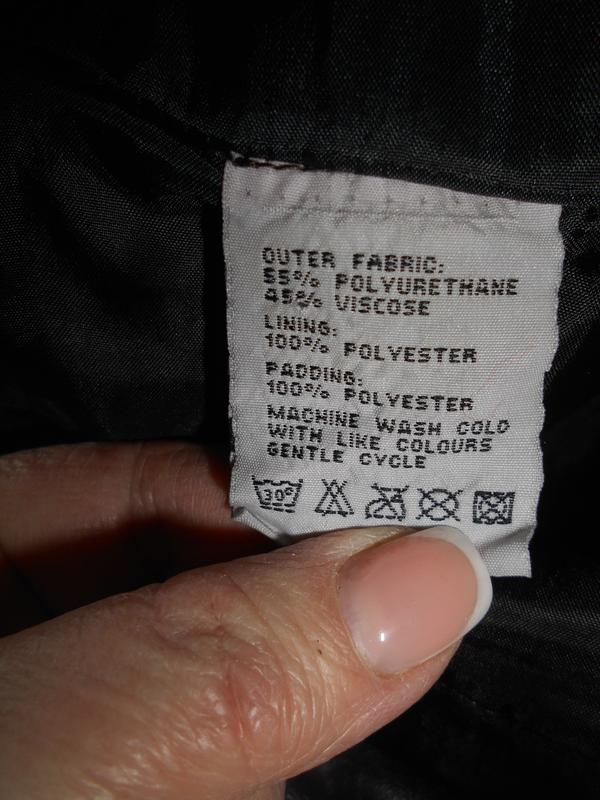 OUTER FABRIC:
55% POLYURETHANE
45% VISCOSE
LINING:
100% POLYESTER
PADDING:
100% POLYESTER
MACHINE WASH COLD
WITH LIKE COLOURS
GENTLE CYCLE
30°